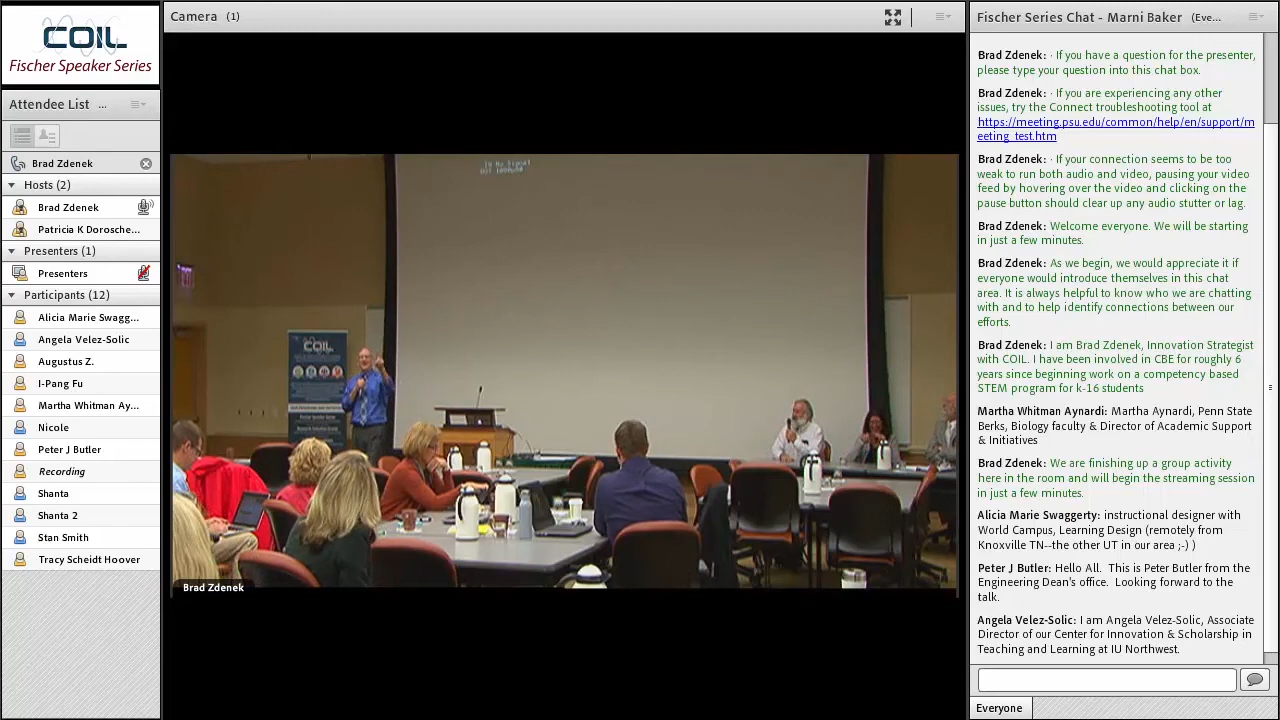 COIL
Fischer Speaker Series
Attendee List ...
Brad Zdenek
Hosts (2)
Brad Zdenek
Patricia K Dorosche...
Presenters (1)
Presenters
Participants (12)
Alicia Marie Swagg...
Angela Velez-Solic
Augustus Z.
I-Pang Fu
Martha Whitman Ay...
Nicole
Peter J Butler
Recording
Shanta
Shanta 2
Stan Smith
Tracy Scheidt Hoover
Camera (1)
COIL
Brad Zdenek
Fischer Series Chat - Marni Baker (Eve...
Brad Zdenek: · If you have a question for the presenter,
please type your question into this chat box.
Brad Zdenek: · If you are experiencing any other
issues, try the Connect troubleshooting tool at
https://meeting.psu.edu/common/help/en/support/m
eeting_test.htm
Brad Zdenek: · If your connection seems to be too
weak to run both audio and video, pausing your video
feed by hovering over the video and clicking on the
pause button should clear up any audio stutter or lag.
Brad Zdenek: Welcome everyone. We will be starting
in just a few minutes.
Brad Zdenek: As we begin, we would appreciate it if
everyone would introduce themselves in this chat
area. It is always helpful to know who we are chatting
with and to help identify connections between our
efforts.
Brad Zdenek: I am Brad Zdenek, Innovation Strategist
with COIL. I have been involved in CBE for roughly 6
years since beginning work on a competency based
STEM program for k-16 students
Martha Whitman Aynardi: Martha Aynardi, Penn State
Harrisburg Biology faculty & Director of Academic Support
& Initiatives
Brad Zdenek: We are finishing up a group activity
here in the room and will begin the streaming session
in just a few minutes.
Alicia Marie Swaggerty: instructional designer with
World Campus, Learning Design (remotely from
Knoxville TN--the other UT in our area ;-) )
Peter J Butler: Hello All. This is Peter Butler from the
Engineering Dean's office. Looking forward to the
talk.
Angela Velez-Solic: I am Angela Velez-Solic, Associate
Director of our Center for Innovation & Scholarship in
Teaching and Learning at IU Northwest.
Everyone